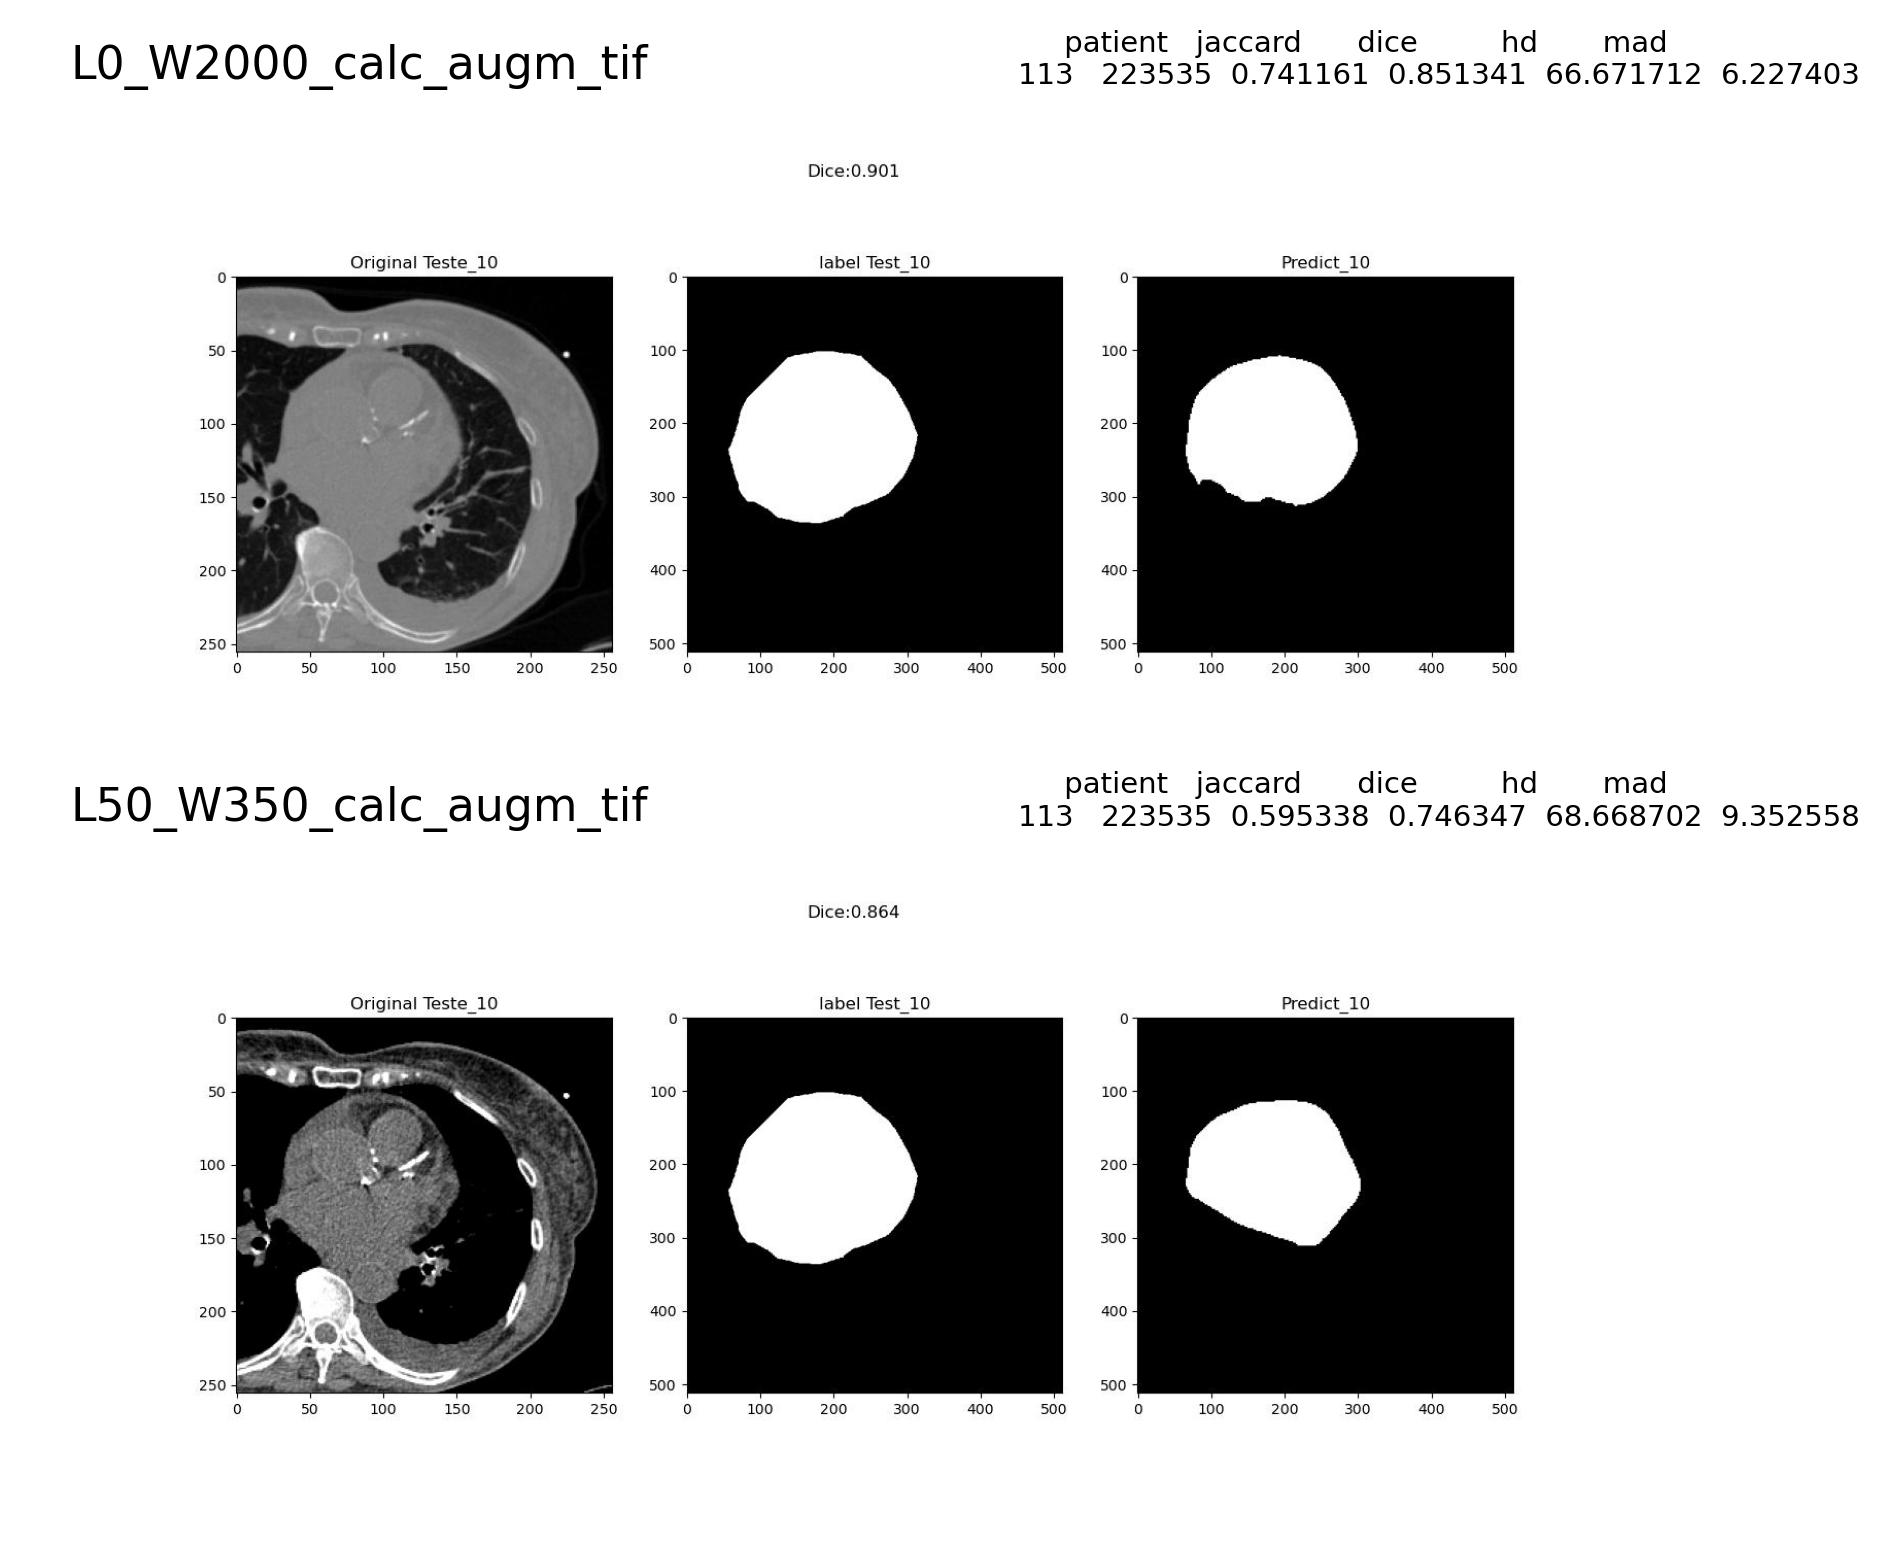 L0_W2000_calc_augm_tif
patient jaccard dice hd mad
113 223535 0.741161 0.851341 66.671712 6.227403
Dice:0.901
Original Teste_10
0
50
100
150
200
250
0 50 100 150 200 250
label Test_10
0
100
200
300
400
500
0 100 200 300 400 500
Predict_10
0
100
200
300
400
500
0 100 200 300 400 500
L50_W350_calc_augm_tif
patient jaccard dice hd mad
113 223535 0.595338 0.746347 68.668702 9.352558
Dice:0.864
Original Teste_10
0
50
100
150
200
250
0 50 100 150 200 250
label Test_10
0
100
200
300
400
500
0 100 200 300 400 500
Predict_10
0
100
200
300
400
500
0 100 200 300 400 500